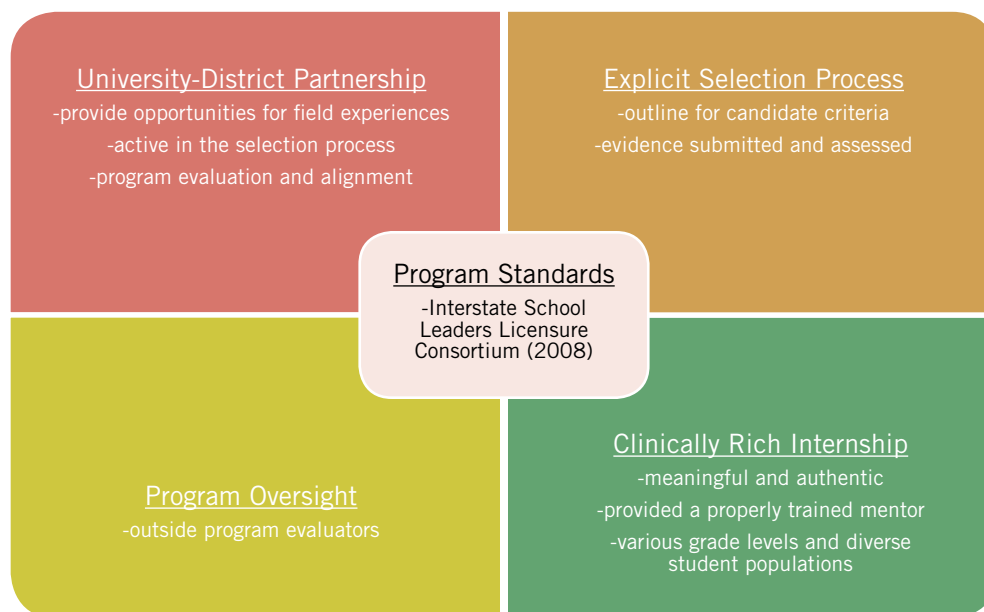 University-District Partnership
-provide opportunities for field experiences
-active in the selection process
-program evaluation and alignment
Explicit Selection Process
-outline for candidate criteria
-evidence submitted and assessed
Program Standards
-Interstate School
Leaders Licensure
Consortium (2008)
Program Oversight
-outside program evaluators
Clinically Rich Internship
-meaningful and authentic
-provided a properly trained mentor
-various grade levels and diverse
student populations